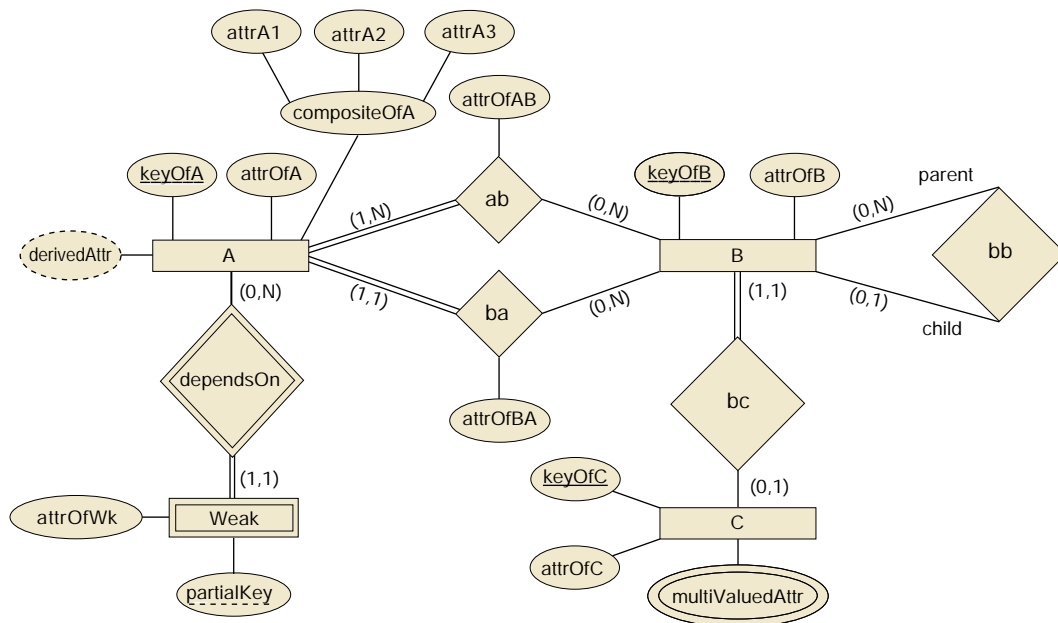 attrA1
attrA2
attrA3
compositeOfA
attrOfAB
keyOfA
attrOfA
keyOfB
attrOfB
parent
ab
(1,N)
(0,N)
(0,N)
derivedAttr
A
B
bb
(0,N)
(1,1)
ba
(0,N)
(1,1)
(0,1)
child
dependsOn
bc
attrOfBA
(1,1)
keyOfC
(0,1)
attrOfWk
Weak
C
attrOfC
partialKey
multiValuedAttr